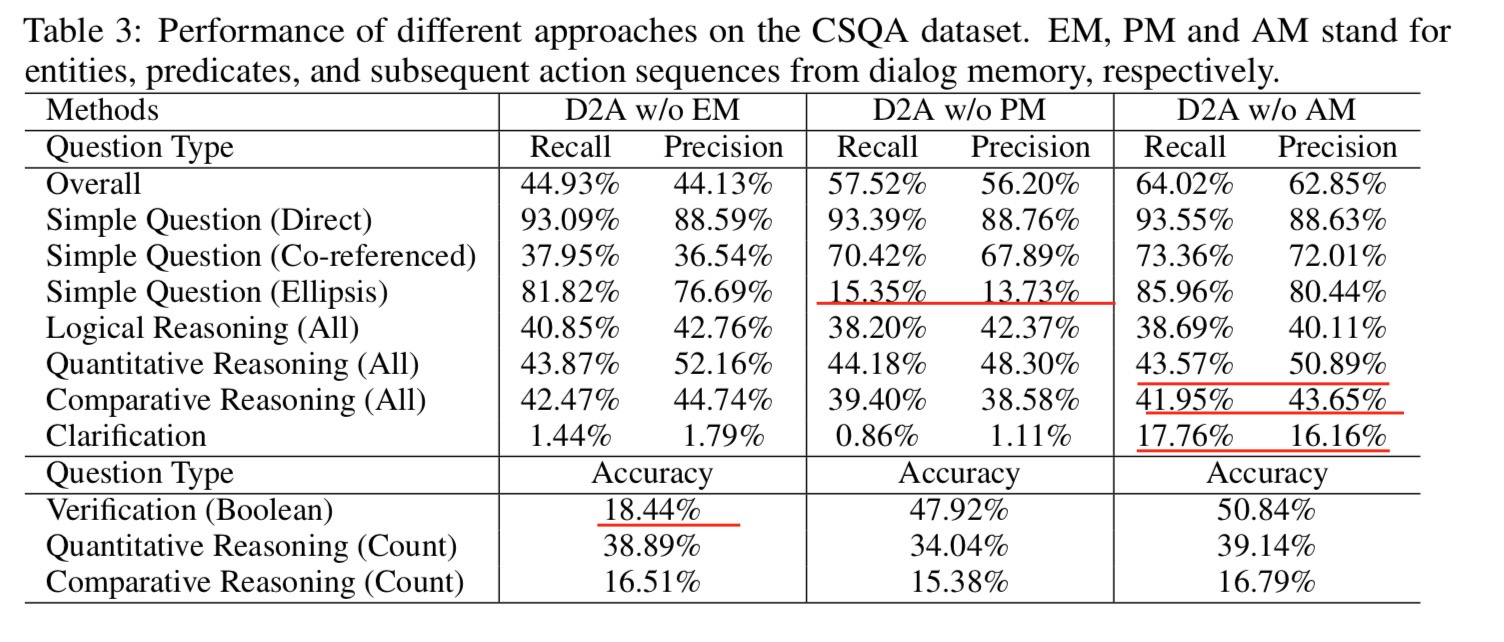 Table 3: Performance of different approaches on the CSQA dataset. EM, PM and AM stand for
entities, predicates, and subsequent action sequences from dialog memory, respectively.
Methods D2A w/o EM D2A w/o PM D2A w/o AM
Question Type Recall Precision Recall Precision Recall Precision
Overall 44.93% 44.13% 57.52% 56.20% 64.02% 62.85%
Simple Question (Direct) 93.09% 88.59% 93.39% 88.76% 93.55% 88.63%
Simple Question (Co-referenced) 37.95% 36.54% 70.42% 67.89% 73.36% 72.01%
Simple Question (Ellipsis) 81.82% 76.69% 15.35% 13.73% 85.96% 80.44%
Logical Reasoning (All) 40.85% 42.76% 38.20% 42.37% 38.69% 40.11%
Quantitative Reasoning (All) 43.87% 52.16% 44.18% 48.30% 43.57% 50.89%
Comparative Reasoning (All) 42.47% 44.74% 39.40% 38.58% 41.95% 43.65%
Clarification 1.44% 1.79% 0.86% 1.11% 17.76% 16.16%
Question Type Accuracy Accuracy Accuracy
Verification (Boolean) 18.44% 47.92% 50.84%
Quantitative Reasoning (Count) 38.89% 34.04% 39.14%
Comparative Reasoning (Count) 16.51% 15.38% 16.79%